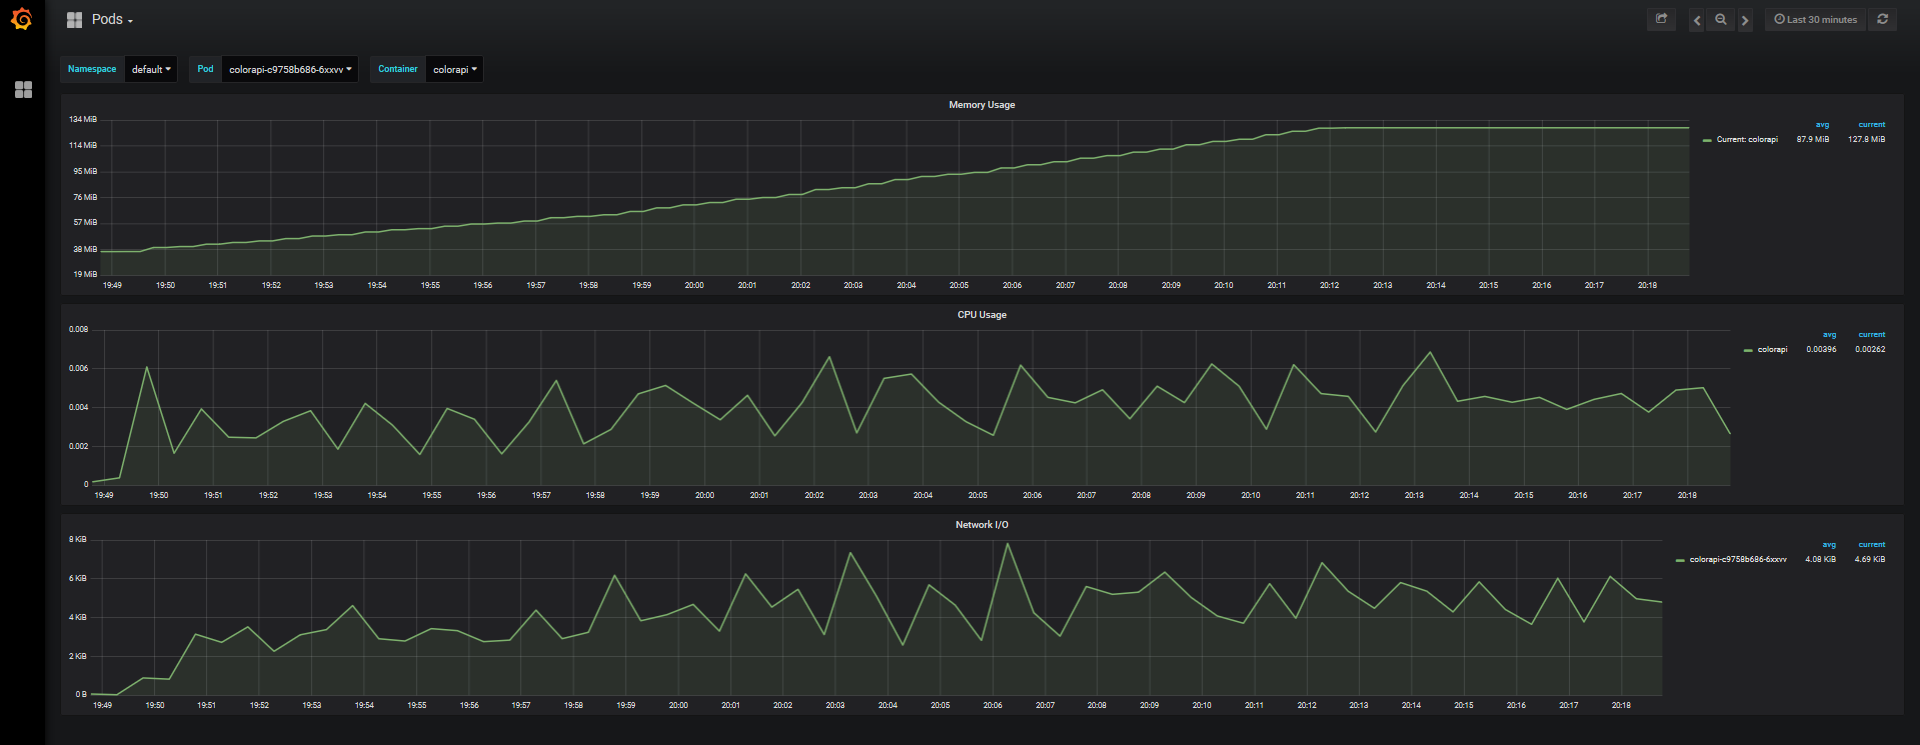 Pods
Last 30 minutes
Namespace default Pod colorapi-c9758b686-6xxvv Container colorapi
Memory Usage
134 MiB
114 MiB
95 MiB
76 MiB
57 MiB
38 MiB
19 MiB
19:49 19:50 19:51 19:52 19:53 19:54 19:55 19:56 19:57 19:58 19:59 20:00 20:01 20:02 20:03 20:04 20:05 20:06 20:07 20:08 20:09 20:10 20:11 20:12 20:13 20:14 20:15 20:16 20:17 20:18
avg current
Current: colorapi 87.9 MiB 127.8 MiB
CPU Usage
0.008
0.006
0.004
0.002
0
19:49 19:50 19:51 19:52 19:53 19:54 19:55 19:56 19:57 19:58 19:59 20:00 20:01 20:02 20:03 20:04 20:05 20:06 20:07 20:08 20:09 20:10 20:11 20:12 20:13 20:14 20:15 20:16 20:17 20:18
avg current
colorapi 0.00396 0.00262
Network I/O
8 KiB
6 KiB
4 KiB
2 KiB
0 B
19:49 19:50 19:51 19:52 19:53 19:54 19:55 19:56 19:57 19:58 19:59 20:00 20:01 20:02 20:03 20:04 20:05 20:06 20:07 20:08 20:09 20:10 20:11 20:12 20:13 20:14 20:15 20:16 20:17 20:18
avg current
colorapi-c9758b686-6xxvv 4.08 KiB 4.69 KiB